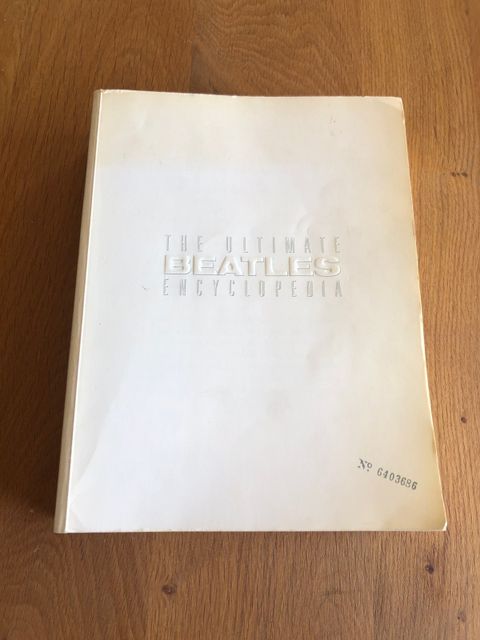 THE ULTIMATE
BEATLES
ENCYCLOPEDIA
Nº 6403686